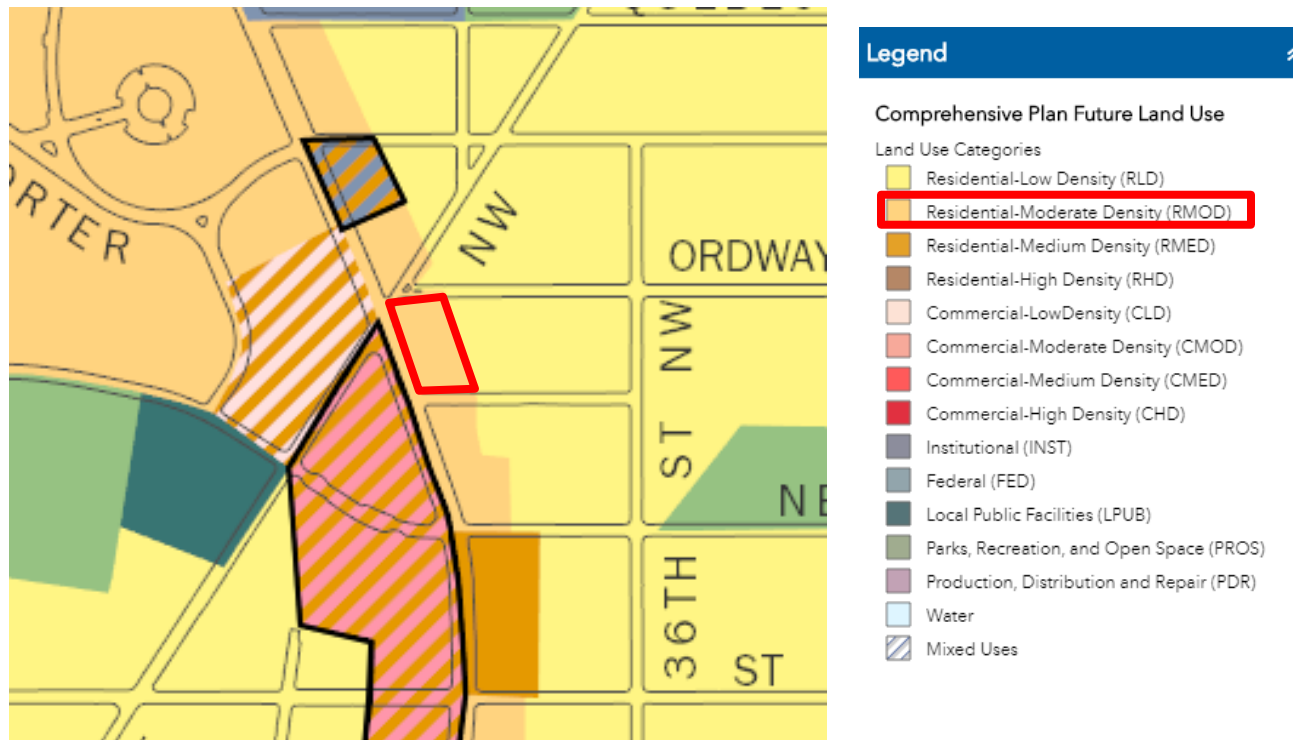 ORTER
NW
ORDWAY
ST NW
NE
36TH
ST
Legend
Comprehensive Plan Future Land Use
Land Use Categories
Residential-Low Density (RLD)
Residential-Moderate Density (RMOD)
Residential-Medium Density (RMED)
Residential-High Density (RHD)
Commercial-LowDensity (CLD)
Commercial-Moderate Density (CMOD)
Commercial-Medium Density (CMED)
Commercial-High Density (CHD)
Institutional (INST)
Federal (FED)
Local Public Facilities (LPUB)
Parks, Recreation, and Open Space (PROS)
Production, Distribution and Repair (PDR)
Water
Mixed Uses